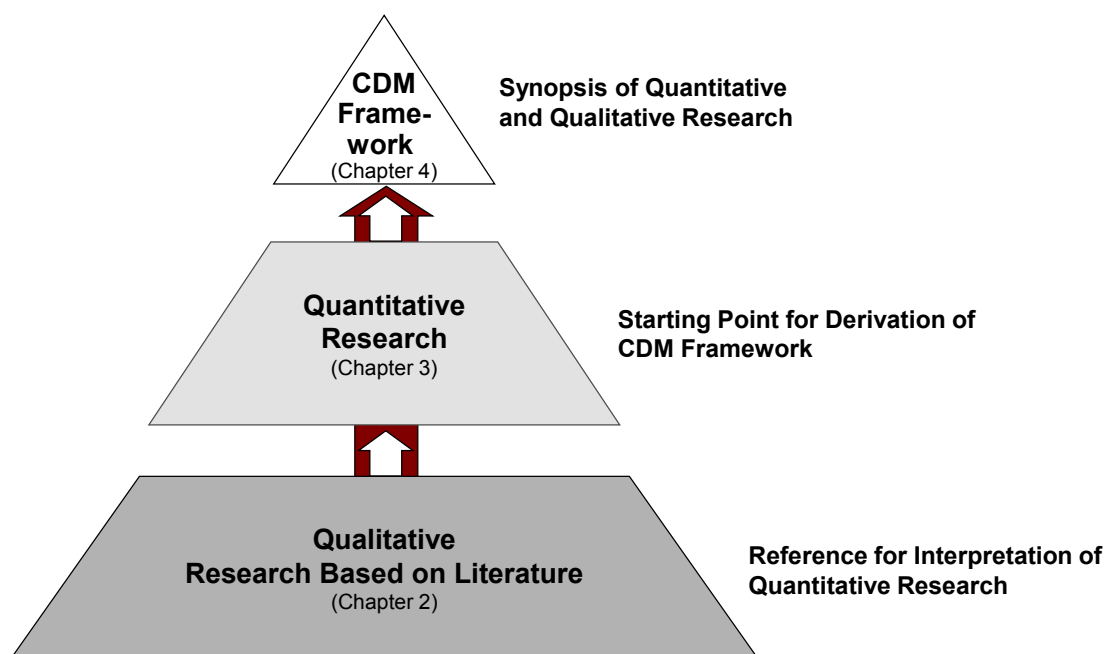 CDM
Frame-
work
(Chapter 4)
Synopsis of Quantitative
and Qualitative Research
Quantitative
Research
(Chapter 3)
Starting Point for Derivation of
CDM Framework
Qualitative
Research Based on Literature
(Chapter 2)
Reference for Interpretation of
Quantitative Research